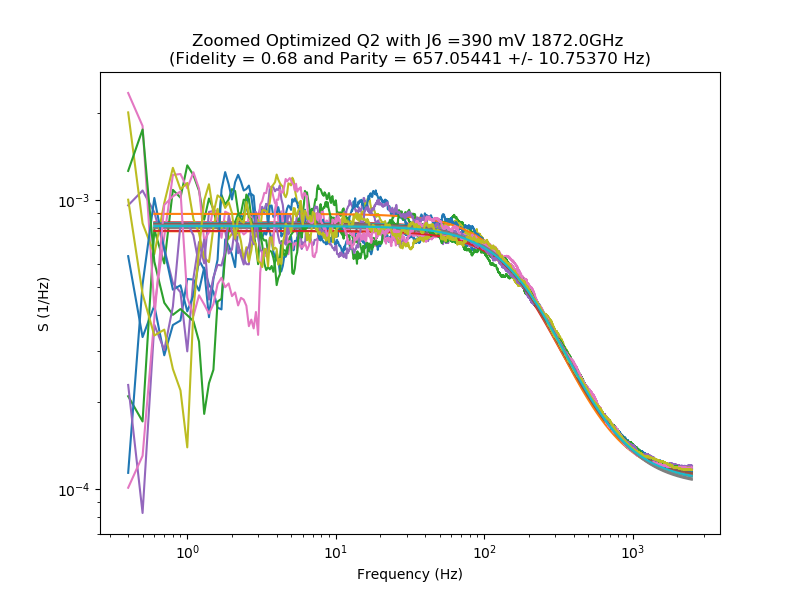 Zoomed Optimized Q2 with J6 =390 mV 1872.0GHz
(Fidelity = 0.68 and Parity = 657.05441 +/- 10.75370 Hz)
S (1/Hz)
10⁻³
10⁻⁴
10⁰ 10¹ 10² 10³
Frequency (Hz)